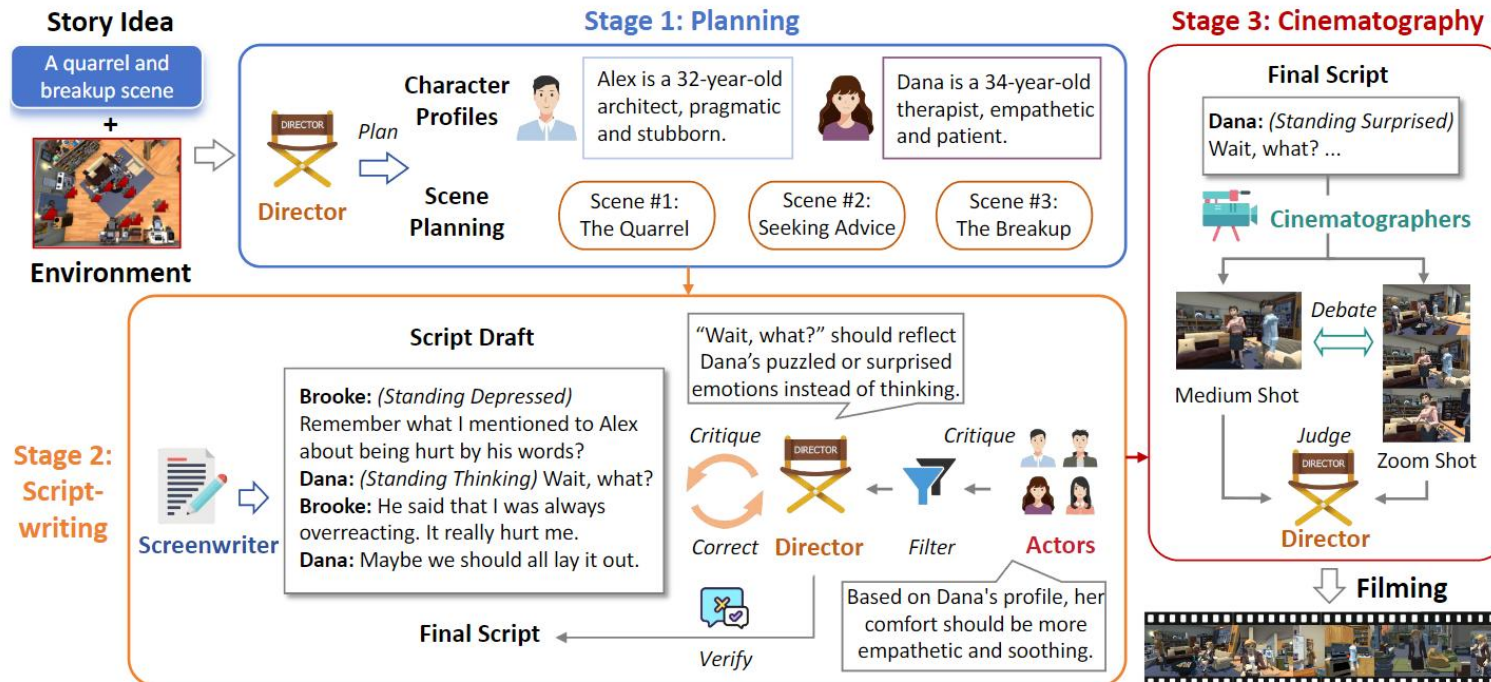 Story Idea
A quarrel and
breakup scene
+
Environment
Stage 1: Planning
DIRECTOR
Director
Plan
Character
Profiles
Alex is a 32-year-old
architect, pragmatic
and stubborn.
Dana is a 34-year-old
therapist, empathetic
and patient.
Scene
Planning
Scene #1:
The Quarrel
Scene #2:
Seeking Advice
Scene #3:
The Breakup
Stage 2:
Script-
writing
Screenwriter
Script Draft
Brooke: (Standing Depressed)
Remember what I mentioned to Alex
about being hurt by his words?
Dana: (Standing Thinking) Wait, what?
Brooke: He said that I was always
overreacting. It really hurt me.
Dana: Maybe we should all lay it out.
“Wait, what?” should reflect
Dana’s puzzled or surprised
emotions instead of thinking.
Critique
Correct
DIRECTOR
Director
Critique
Filter
Actors
Based on Dana's profile, her
comfort should be more
empathetic and soothing.
Verify
Final Script
Stage 3: Cinematography
Final Script
Dana: (Standing Surprised)
Wait, what? ...
Cinematographers
Debate
Medium Shot
Zoom Shot
Judge
DIRECTOR
Director
Filming